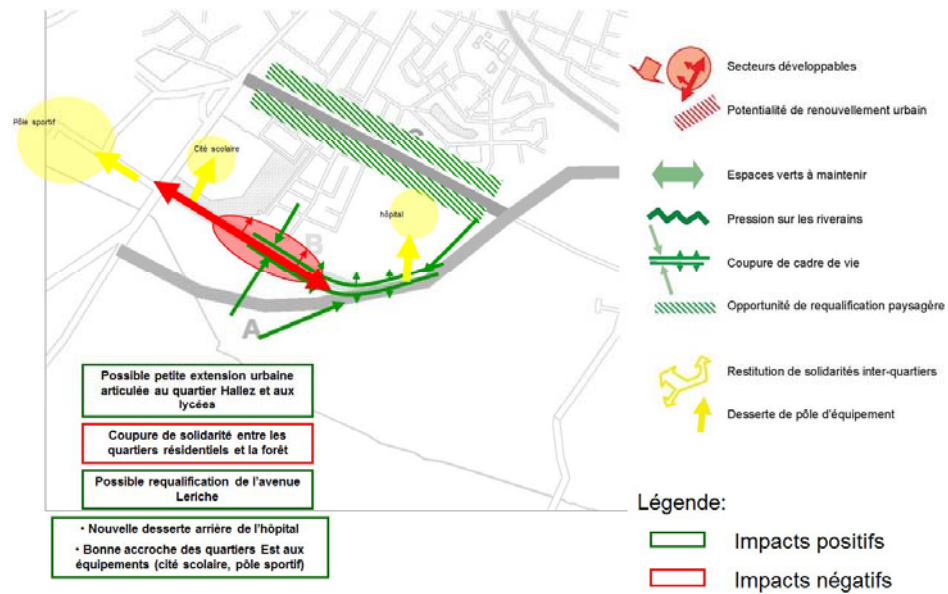 Pôle sportif
Cité scolaire
hôpital
B
A
Possible petite extension urbaine
articulée au quartier Hallez et aux
lycées
Coupure de solidarité entre les
quartiers résidentiels et la forêt
Possible requalification de l'avenue
Leriche
• Nouvelle desserte arrière de l'hôpital
• Bonne accroche des quartiers Est aux
équipements (cité scolaire, pôle sportif)
Secteurs développables
Potentialité de renouvellement urbain
Espaces verts à maintenir
Pression sur les riverains
Coupure de cadre de vie
Opportunité de requalification paysagère
Restitution de solidarités inter-quartiers
Desserte de pôle d'équipement
Légende:
Impacts positifs
Impacts négatifs